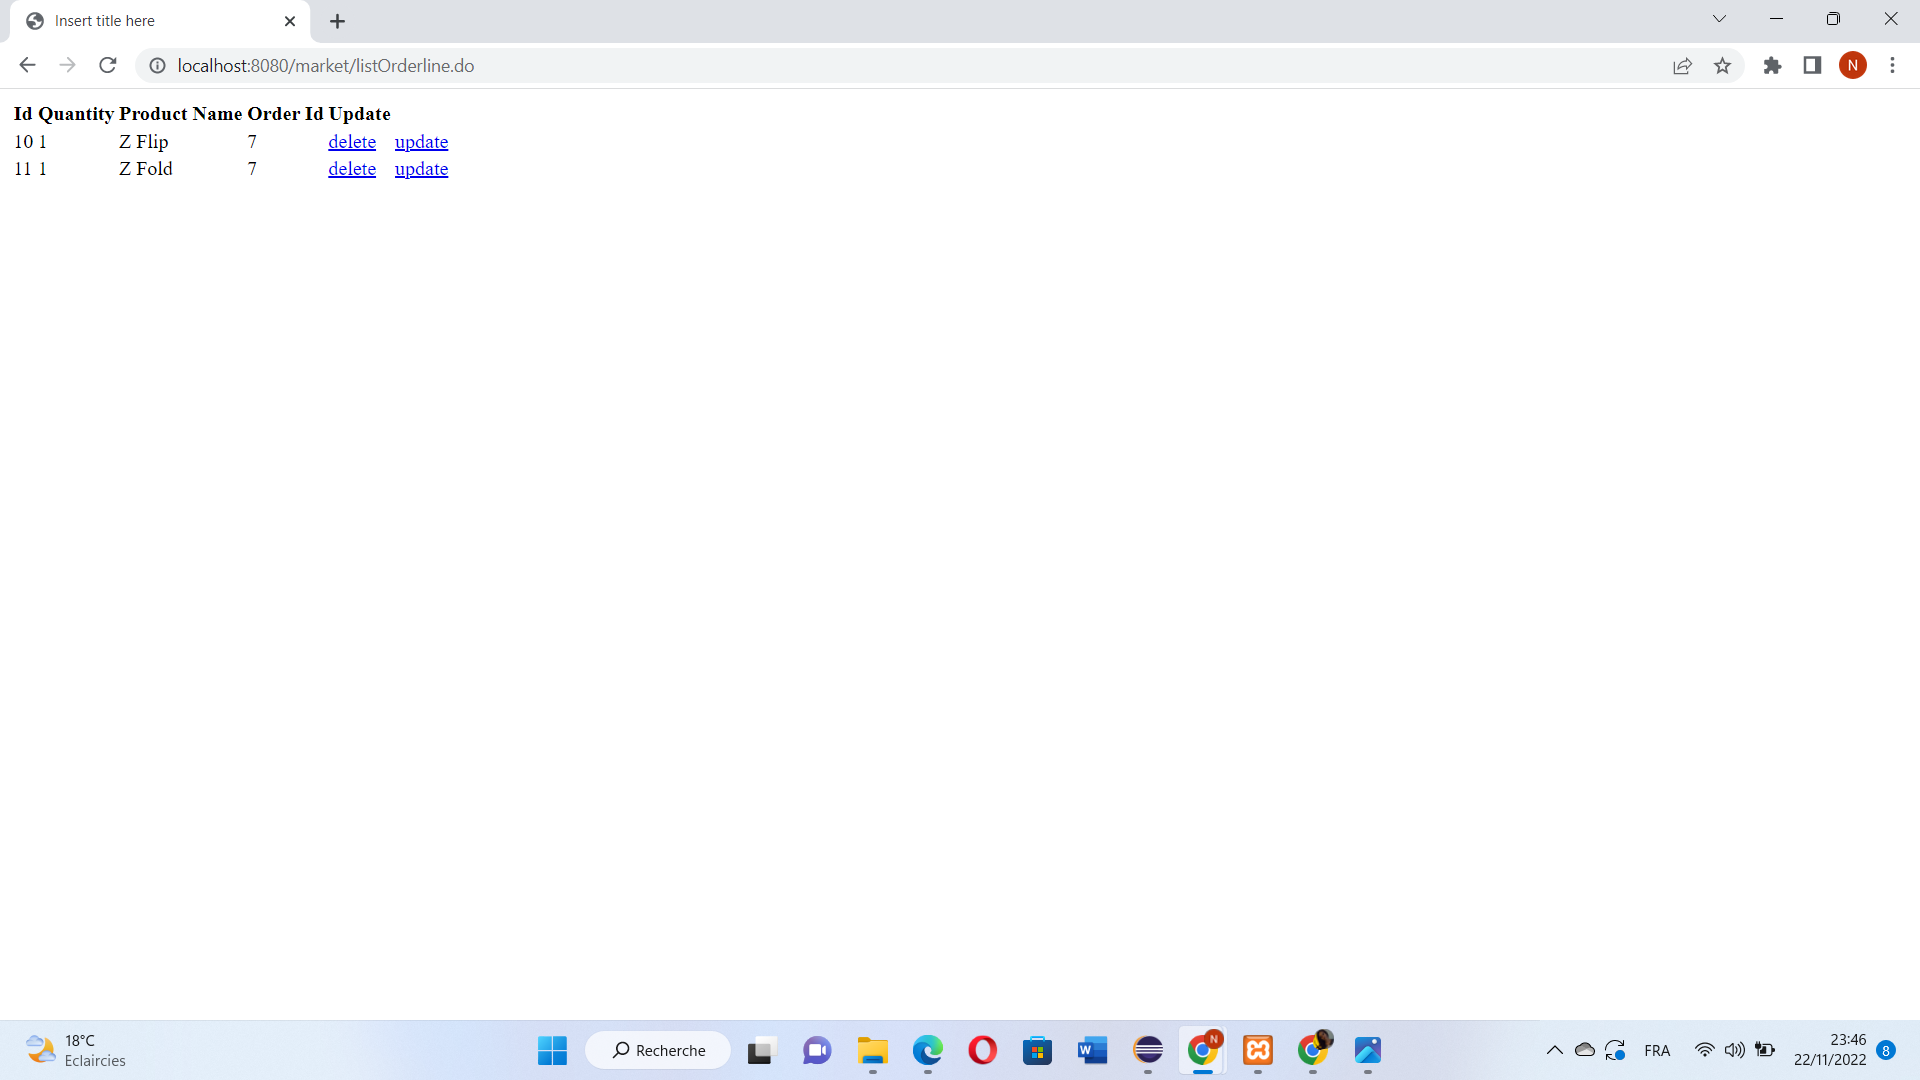 Insert title here
localhost:8080/market/listOrderline.do
N
Id Quantity Product Name Order Id Update
10 1 Z Flip 7 delete update
11 1 Z Fold 7 delete update
18°C
Eclaircies
Recherche
W
N
FRA
23:46
22/11/2022
8